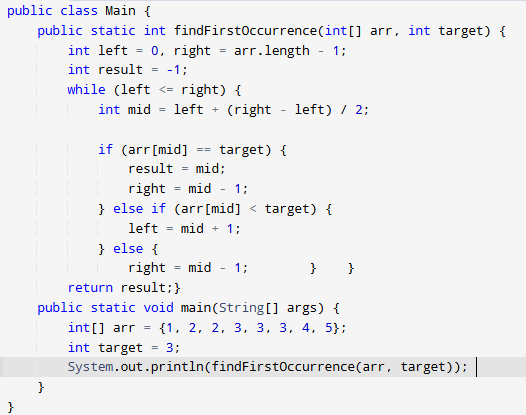 public class Main {
public static int findFirstOccurrence(int[] arr, int target) {
int left = 0, right = arr.length - 1;
int result = -1;
while (left <= right) {
int mid = left + (right - left) / 2;
if (arr[mid] == target) {
result = mid;
right = mid - 1;
} else if (arr[mid] < target) {
left = mid + 1;
} else {
right = mid - 1;        }    }
return result;}
public static void main(String[] args) {
int[] arr = {1, 2, 2, 3, 3, 3, 4, 5};
int target = 3;
System.out.println(findFirstOccurrence(arr, target));
}
}